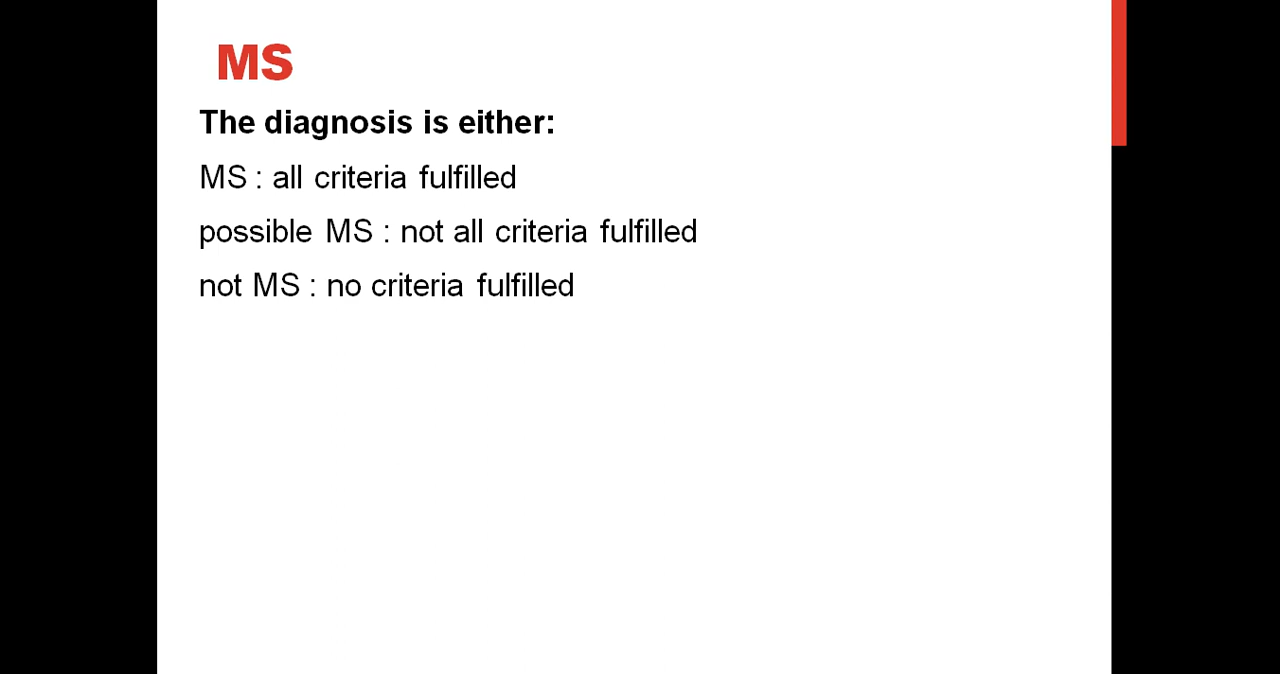 MS
The diagnosis is either:
MS : all criteria fulfilled
possible MS : not all criteria fulfilled
not MS : no criteria fulfilled